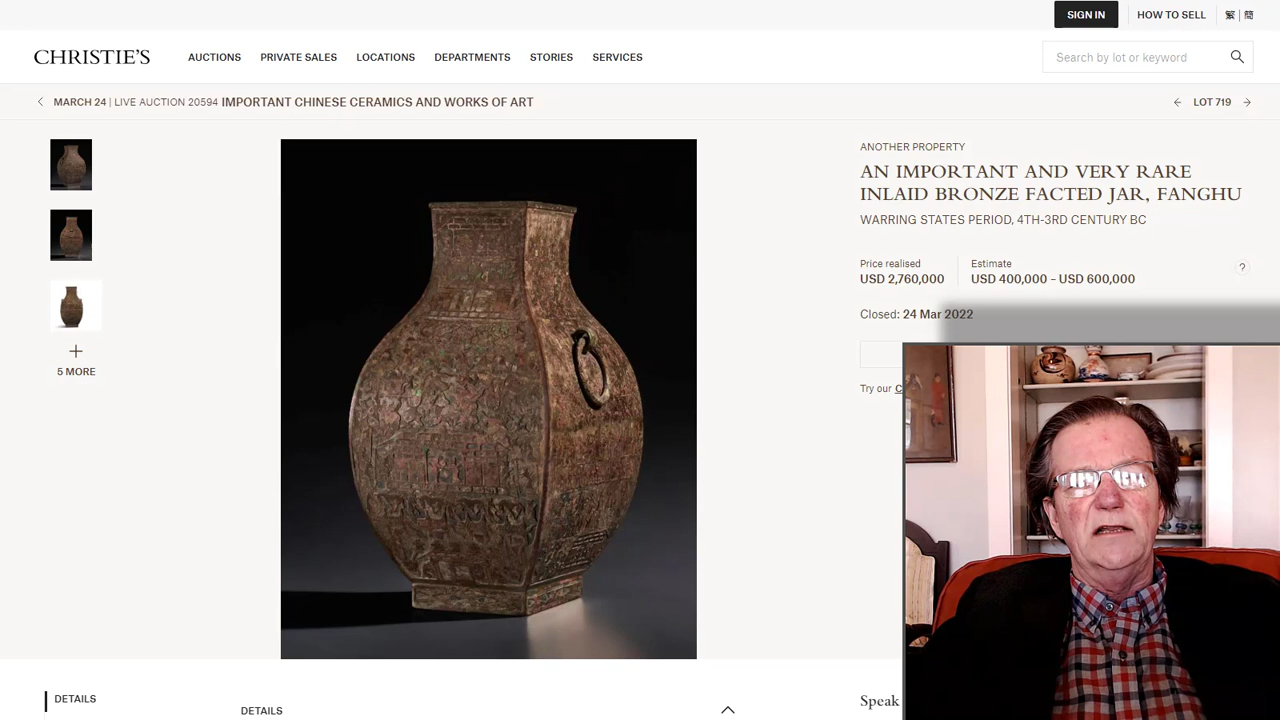 SIGN IN
HOW TO SELL
繁 | 簡
CHRISTIE'S
AUCTIONS
PRIVATE SALES
LOCATIONS
DEPARTMENTS
STORIES
SERVICES
Search by lot or keyword
MARCH 24 | LIVE AUCTION 20594 IMPORTANT CHINESE CERAMICS AND WORKS OF ART
LOT 719
ANOTHER PROPERTY
AN IMPORTANT AND VERY RARE
INLAID BRONZE FACTED JAR, FANGHU
WARRING STATES PERIOD, 4TH-3RD CENTURY BC
Price realised
USD 2,760,000
Estimate
USD 400,000 – USD 600,000
?
Closed: 24 Mar 2022
Try our C
5 MORE
DETAILS
DETAILS
Speak